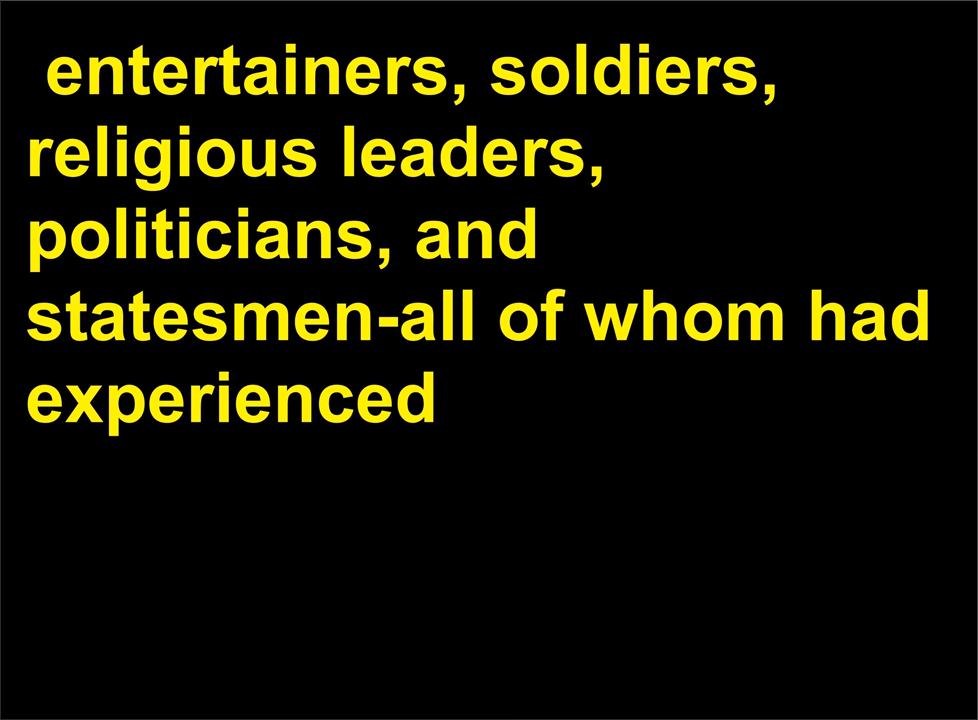 entertainers, soldiers,
religious leaders,
politicians, and
statesmen-all of whom had
experienced